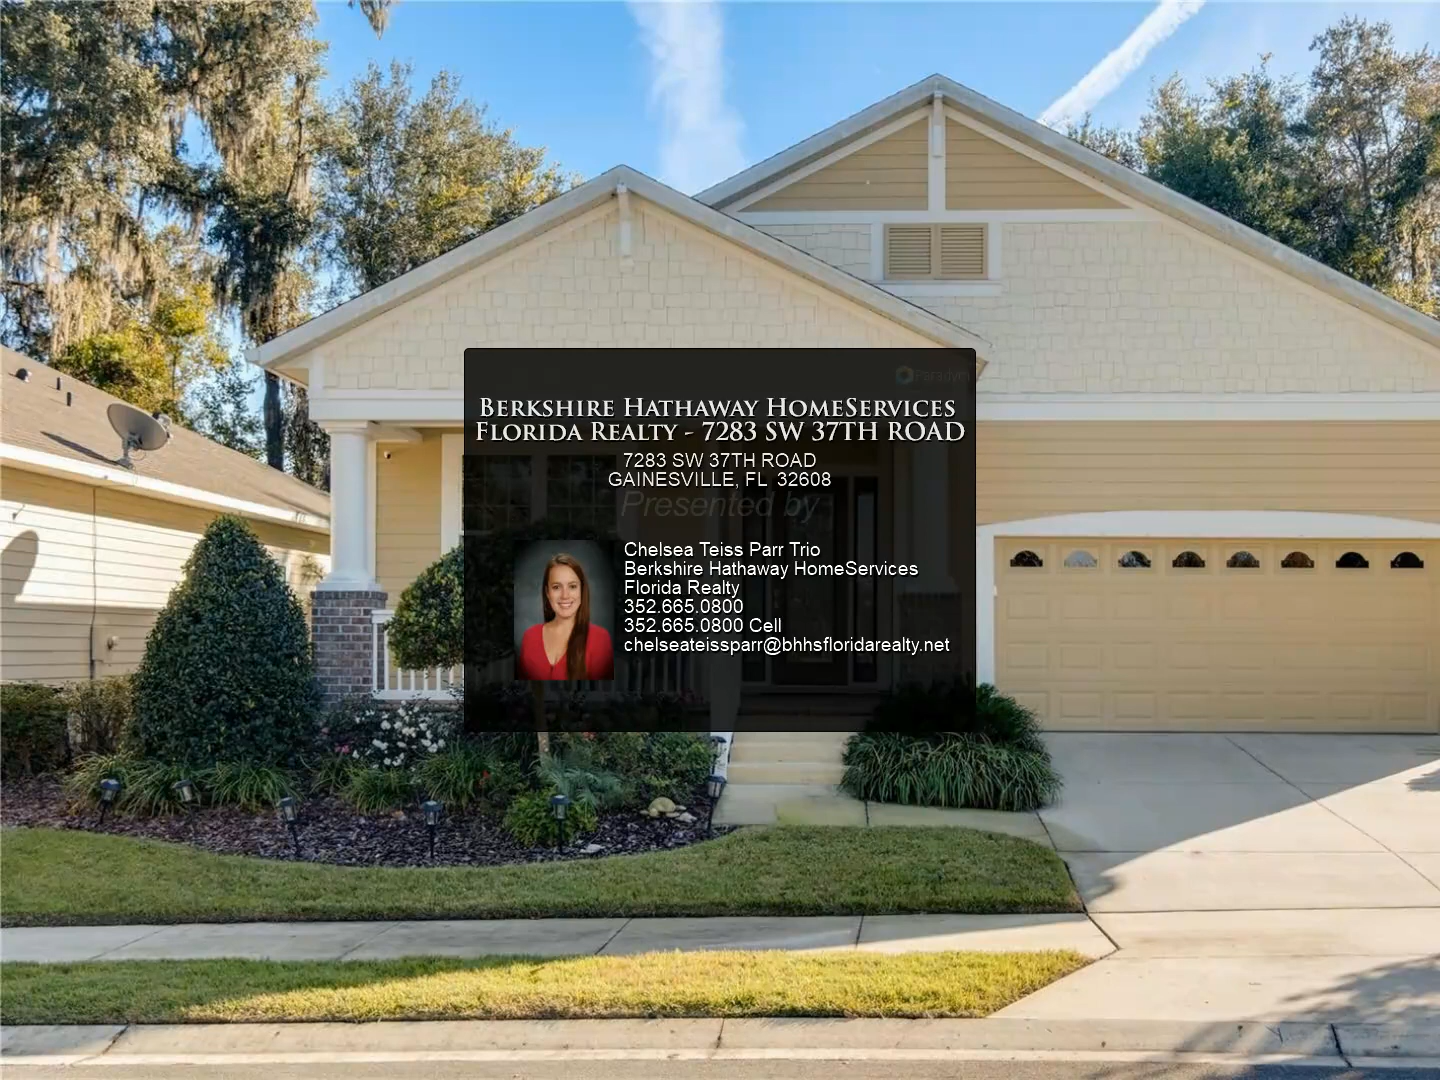 Paradym
Berkshire Hathaway HomeServices
Florida Realty - 7283 SW 37TH ROAD
7283 SW 37TH ROAD
GAINESVILLE, FL 32608
Presented by
Chelsea Teiss Parr Trio
Berkshire Hathaway HomeServices
Florida Realty
352.665.0800
352.665.0800 Cell
chelseateissparr@bhhsfloridarealty.net